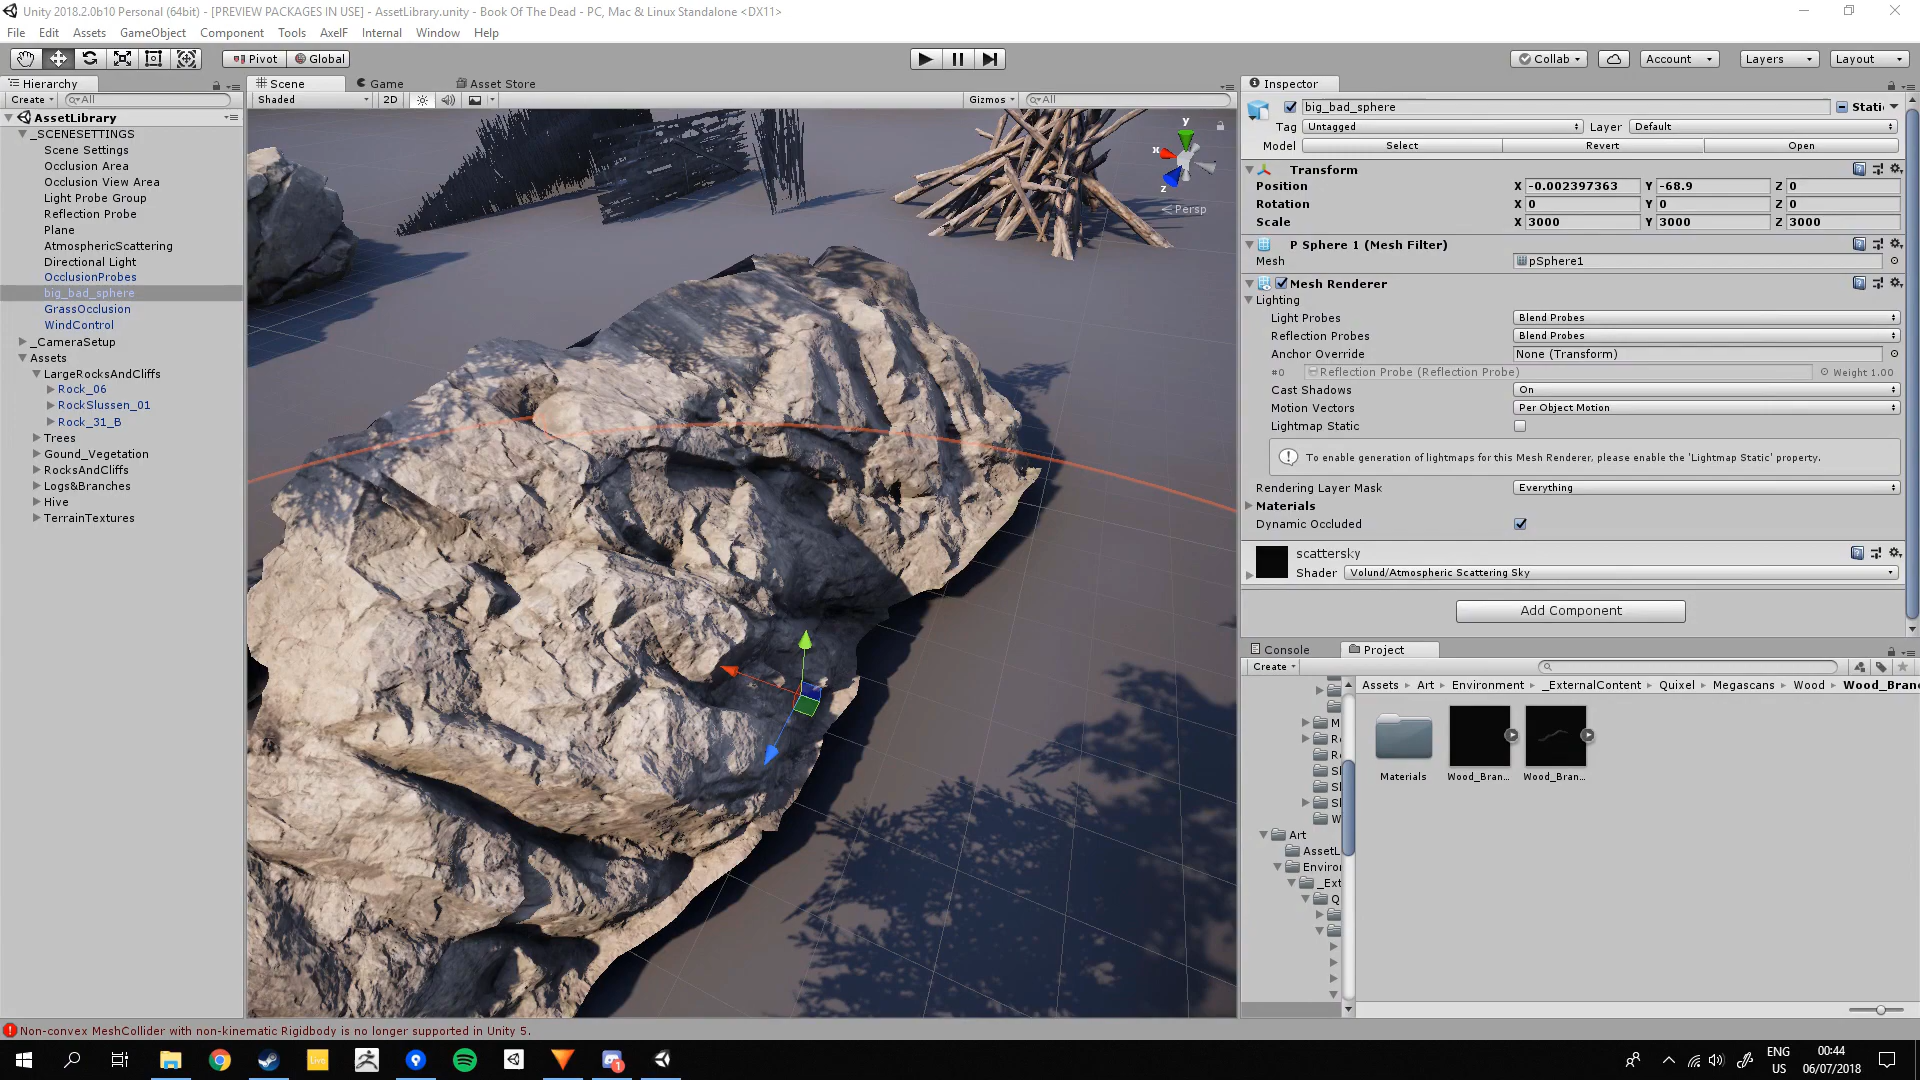 Unity 2018.2.0b10 Personal (64bit) - [PREVIEW PACKAGES IN USE] - AssetLibrary.unity - Book Of The Dead - PC, Mac & Linux Standalone <DX11>
File Edit Assets GameObject Component Tools AxelF Internal Window Help
Pivot Global Collab Account Layers Layout
Hierarchy Scene Game Asset Store Inspector
Create All Shaded 2D Gizmos All
big_bad_sphere Stati
Tag Untagged Layer Default
Model Select Revert Open
AssetLibrary
_SCENESETTINGS
Scene Settings
Occlusion Area
Occlusion View Area
Light Probe Group
Reflection Probe
Plane
AtmosphericScattering
Directional Light
OcclusionProbes
big_bad_sphere
GrassOcclusion
WindControl
_CameraSetup
Assets
LargeRocksAndCliffs
Rock_06
RockSlussen_01
Rock_31_B
Trees
Gound_Vegetation
RocksAndCliffs
Logs&Branches
Hive
TerrainTextures
y
x
z
Persp
Transform
Position X -0.002397363 Y -68.9 Z 0
Rotation X 0 Y 0 Z 0
Scale X 3000 Y 3000 Z 3000
P Sphere 1 (Mesh Filter)
Mesh pSphere1
Mesh Renderer
Lighting
Light Probes Blend Probes
Reflection Probes Blend Probes
Anchor Override None (Transform)
#0 Reflection Probe (Reflection Probe) Weight 1.00
Cast Shadows On
Motion Vectors Per Object Motion
Lightmap Static
To enable generation of lightmaps for this Mesh Renderer, please enable the 'Lightmap Static' property.
Rendering Layer Mask Everything
Materials
Dynamic Occluded
scattersky
Shader Volund/Atmospheric Scattering Sky
Add Component
Console Project
Create
Assets Art Environment _ExternalContent Quixel Megascans Wood Wood_Bran
M
R
R
S
S
S
W
Art
AssetL
Enviror
_Ext
Q
Materials Wood_Bran... Wood_Bran...
Non-convex MeshCollider with non-kinematic Rigidbody is no longer supported in Unity 5.
Live
1
ENG
US
00:44
06/07/2018